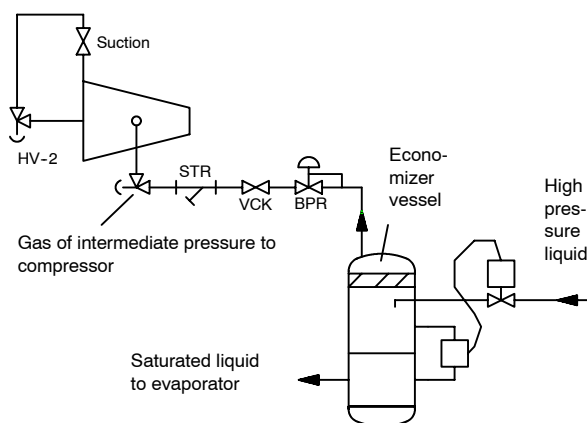 Suction
HV-2
STR
VCK
BPR
Gas of intermediate pressure to
compressor
Econo-
mizer
vessel
High
pres-
sure
liquid
Saturated liquid
to evaporator